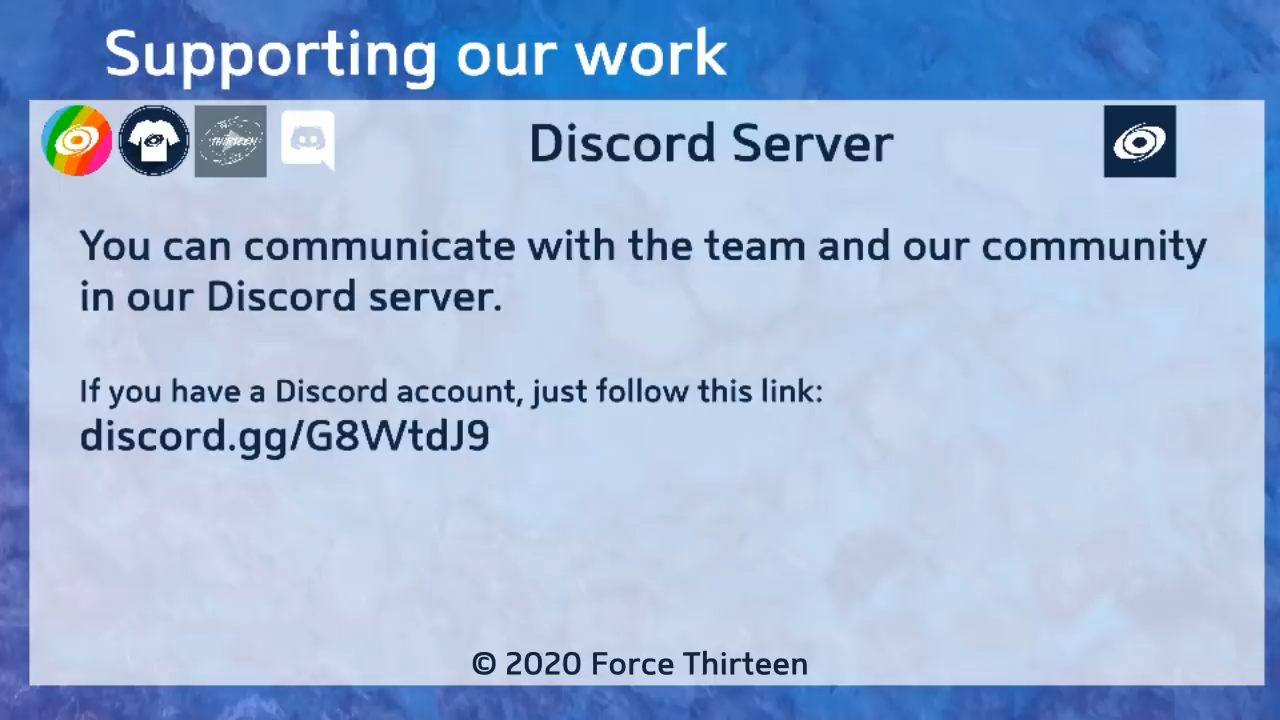 Supporting our work
THIRTEEN
Discord Server
You can communicate with the team and our community
in our Discord server.
If you have a Discord account, just follow this link:
discord.gg/G8WtdJ9
© 2020 Force Thirteen